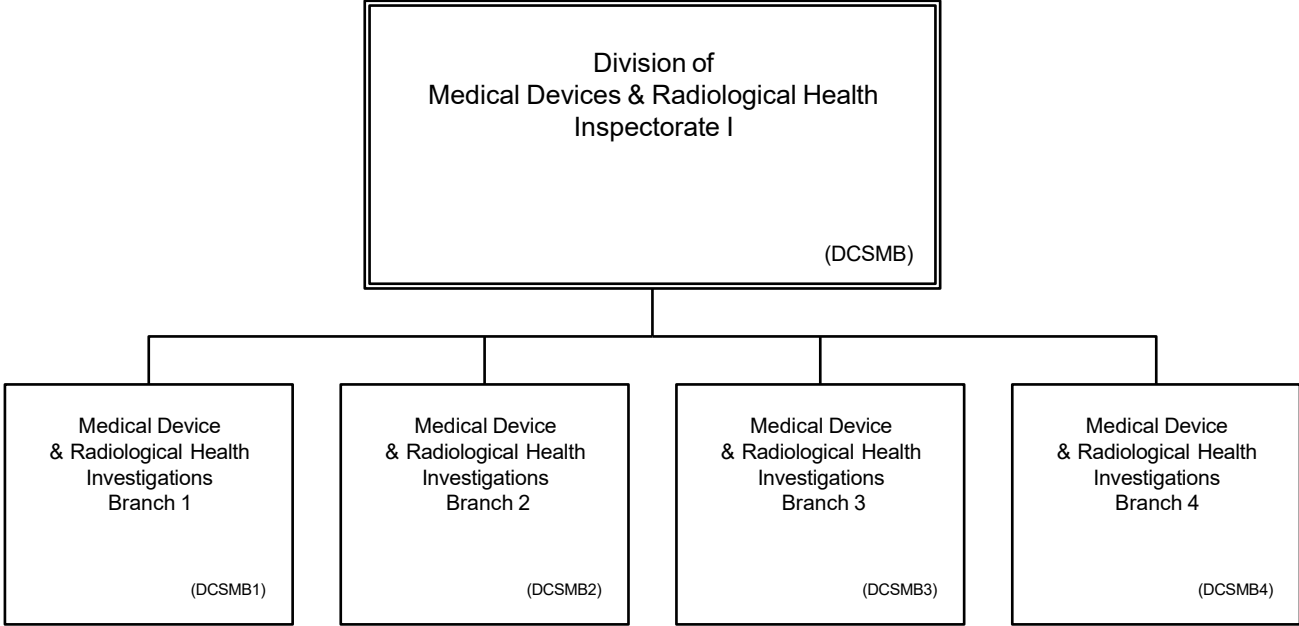 Division of
Medical Devices & Radiological Health
Inspectorate I
(DCSMB)
Medical Device
& Radiological Health
Investigations
Branch 1
(DCSMB1)
Medical Device
& Radiological Health
Investigations
Branch 2
(DCSMB2)
Medical Device
& Radiological Health
Investigations
Branch 3
(DCSMB3)
Medical Device
& Radiological Health
Investigations
Branch 4
(DCSMB4)